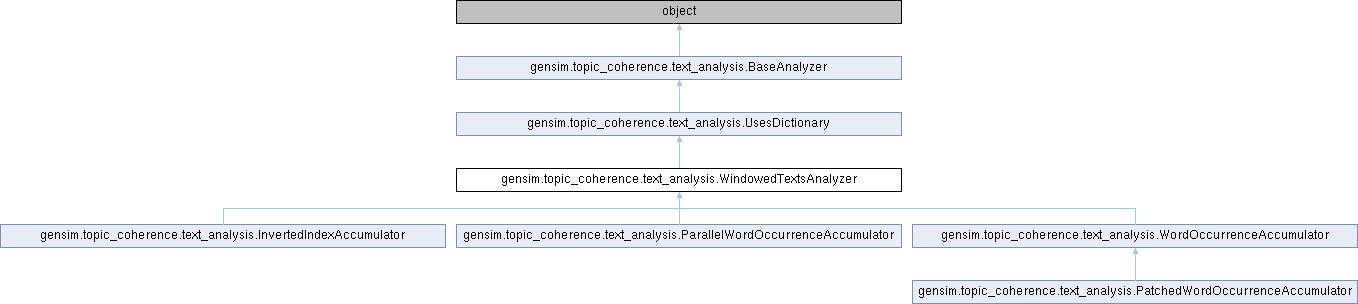 object
gensim.topic_coherence.text_analysis.BaseAnalyzer
gensim.topic_coherence.text_analysis.UsesDictionary
gensim.topic_coherence.text_analysis.WindowedTextsAnalyzer
gensim.topic_coherence.text_analysis.InvertedIndexAccumulator
gensim.topic_coherence.text_analysis.ParallelWordOccurrenceAccumulator
gensim.topic_coherence.text_analysis.WordOccurrenceAccumulator
gensim.topic_coherence.text_analysis.PatchedWordOccurrenceAccumulator